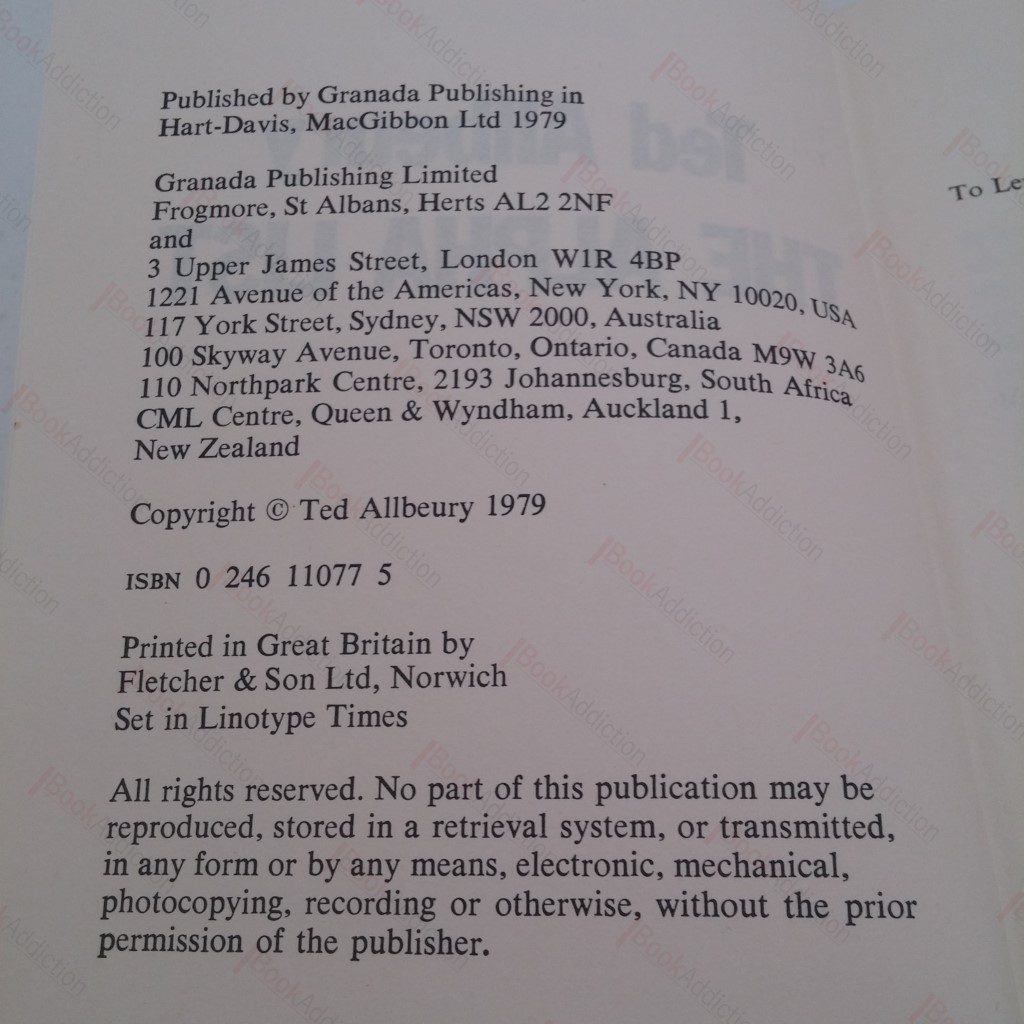 Published by Granada Publishing in
Hart-Davis, MacGibbon Ltd 1979
Granada Publishing Limited
Frogmore, St Albans, Herts AL2 2NF
and
3 Upper James Street, London W1R 4BP
1221 Avenue of the Americas, New York, NY 10020, USA
117 York Street, Sydney, NSW 2000, Australia
100 Skyway Avenue, Toronto, Ontario, Canada M9W 3A6
110 Northpark Centre, 2193 Johannesburg, South Africa
CML Centre, Queen & Wyndham, Auckland 1,
New Zealand
Copyright © Ted Allbeury 1979
ISBN 0 246 11077 5
Printed in Great Britain by
Fletcher & Son Ltd, Norwich
Set in Linotype Times
All rights reserved. No part of this publication may be
reproduced, stored in a retrieval system, or transmitted,
in any form or by any means, electronic, mechanical,
photocopying, recording or otherwise, without the prior
permission of the publisher.
To
BookAddiction